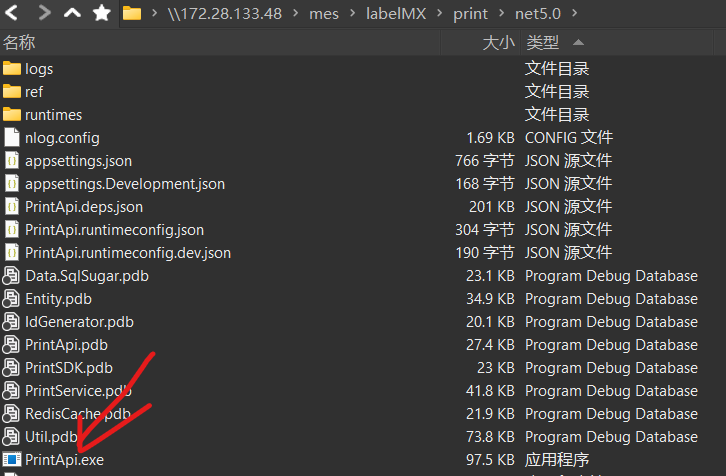 \\172.28.133.48 mes labelMX print net5.0
名称 大小 类型
logs 文件目录
ref 文件目录
runtimes 文件目录
nlog.config 1.69 KB CONFIG 文件
appsettings.json 766 字节 JSON 源文件
appsettings.Development.json 168 字节 JSON 源文件
PrintApi.deps.json 201 KB JSON 源文件
PrintApi.runtimeconfig.json 304 字节 JSON 源文件
PrintApi.runtimeconfig.dev.json 190 字节 JSON 源文件
Data.SqlSugar.pdb 23.1 KB Program Debug Database
Entity.pdb 34.9 KB Program Debug Database
IdGenerator.pdb 20.1 KB Program Debug Database
PrintApi.pdb 27.4 KB Program Debug Database
PrintSDK.pdb 23 KB Program Debug Database
PrintService.pdb 41.8 KB Program Debug Database
RedisCache.pdb 21.9 KB Program Debug Database
Util.pdb 73.8 KB Program Debug Database
PrintApi.exe 97.5 KB 应用程序